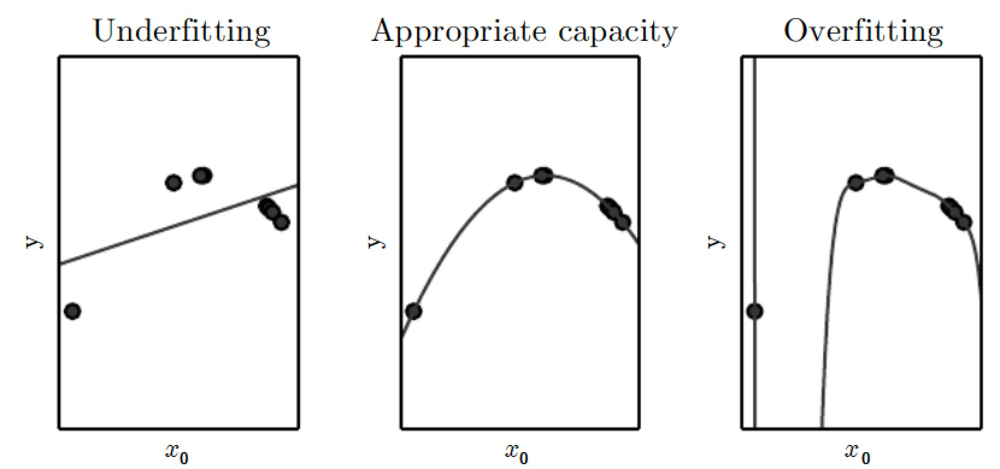 Underfitting
Appropriate capacity
Overfitting
y
y
y
x₀
x₀
x₀